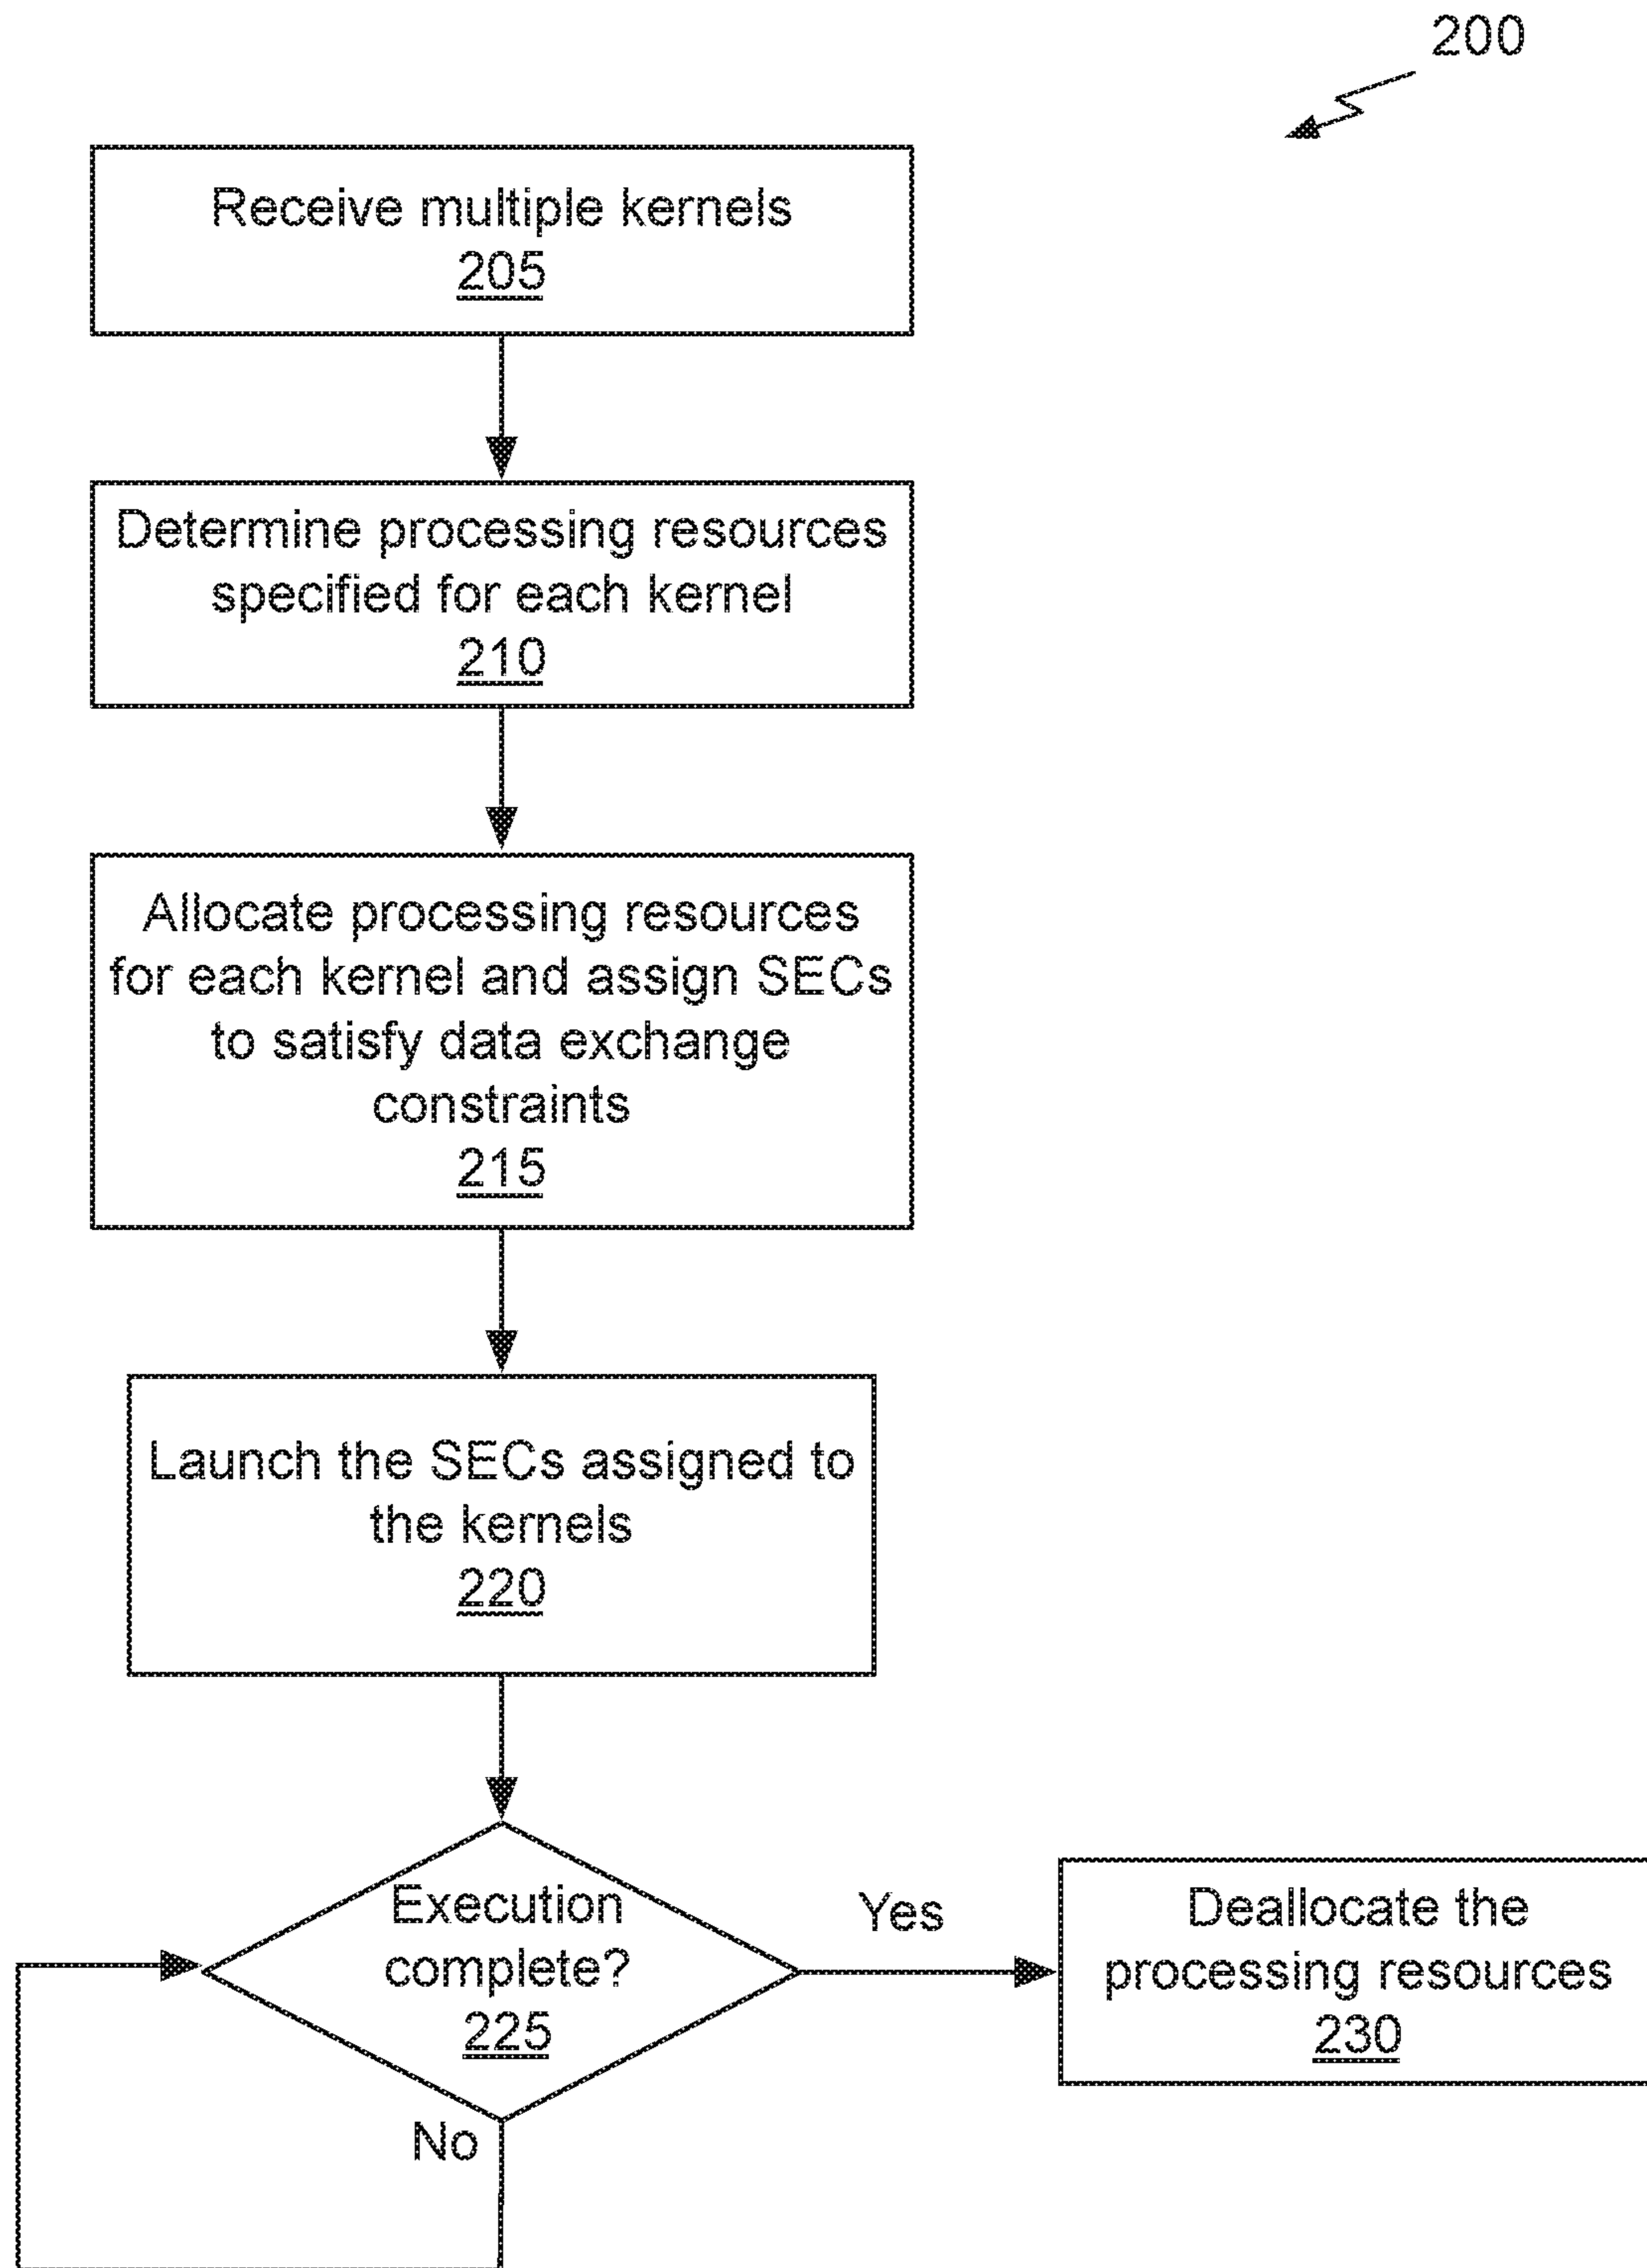 200
Receive multiple kernels
205
Determine processing resources
specified for each kernel
210
Allocate processing resources
for each kernel and assign SECs
to satisfy data exchange
constraints
215
Launch the SECs assigned to
the kernels
220
Execution
complete?
225
Yes
Deallocate the
processing resources
230
No